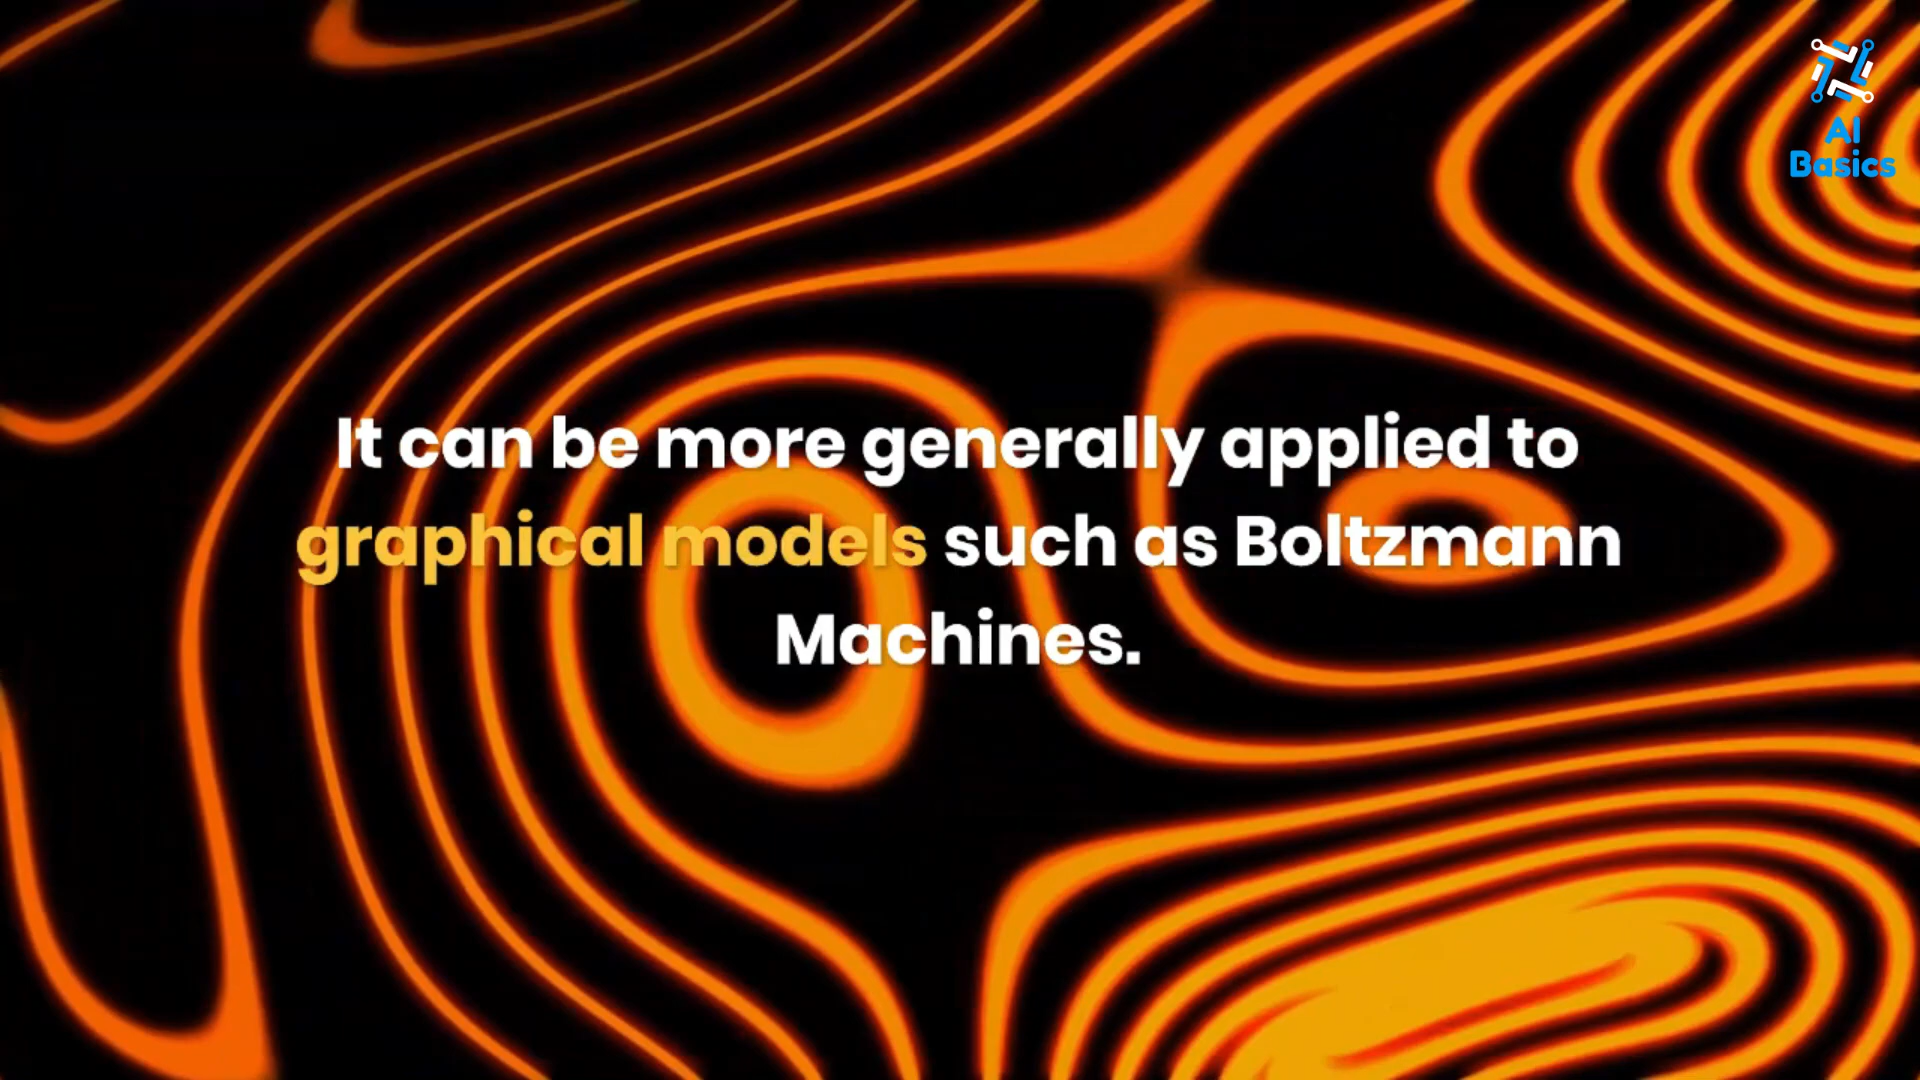 AI
Basics
It can be more generally applied to
graphical models such as Boltzmann
Machines.